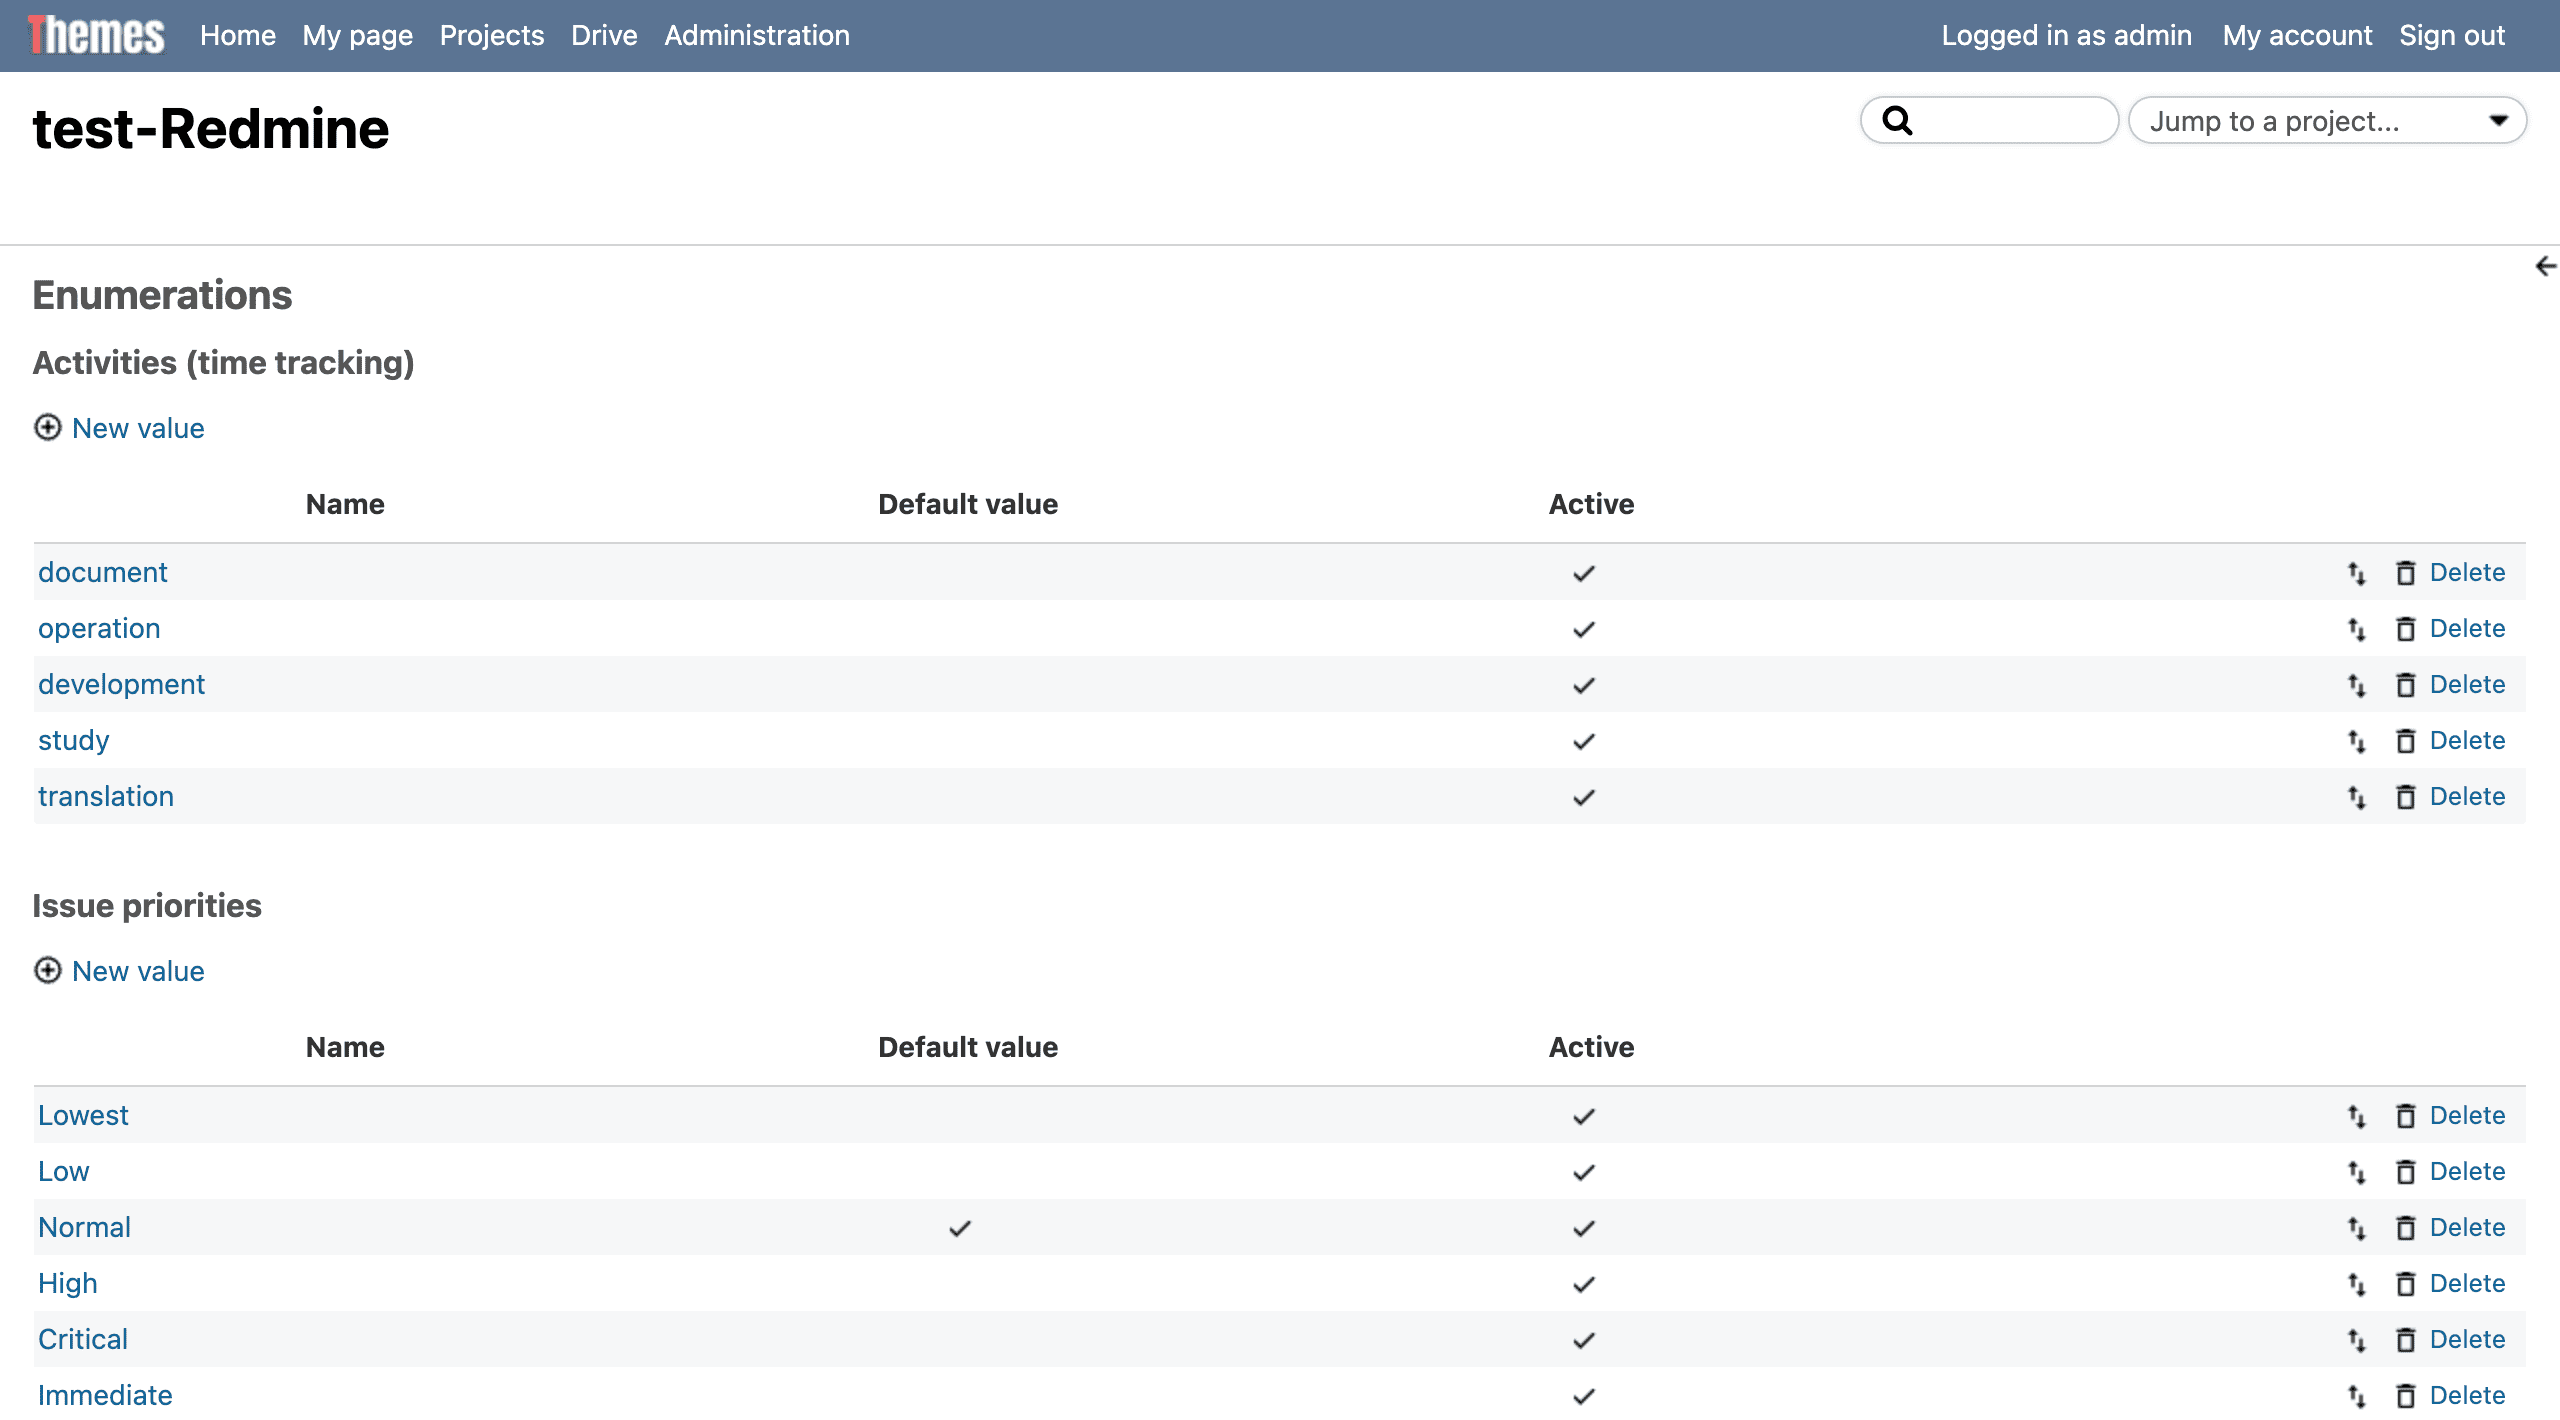 Themes Home My page Projects Drive Administration Logged in as admin My account Sign out
test-Redmine Jump to a project...
Enumerations
Activities (time tracking)
New value
Name Default value Active
document Delete
operation Delete
development Delete
study Delete
translation Delete
Issue priorities
New value
Name Default value Active
Lowest Delete
Low Delete
Normal Delete
High Delete
Critical Delete
Immediate Delete